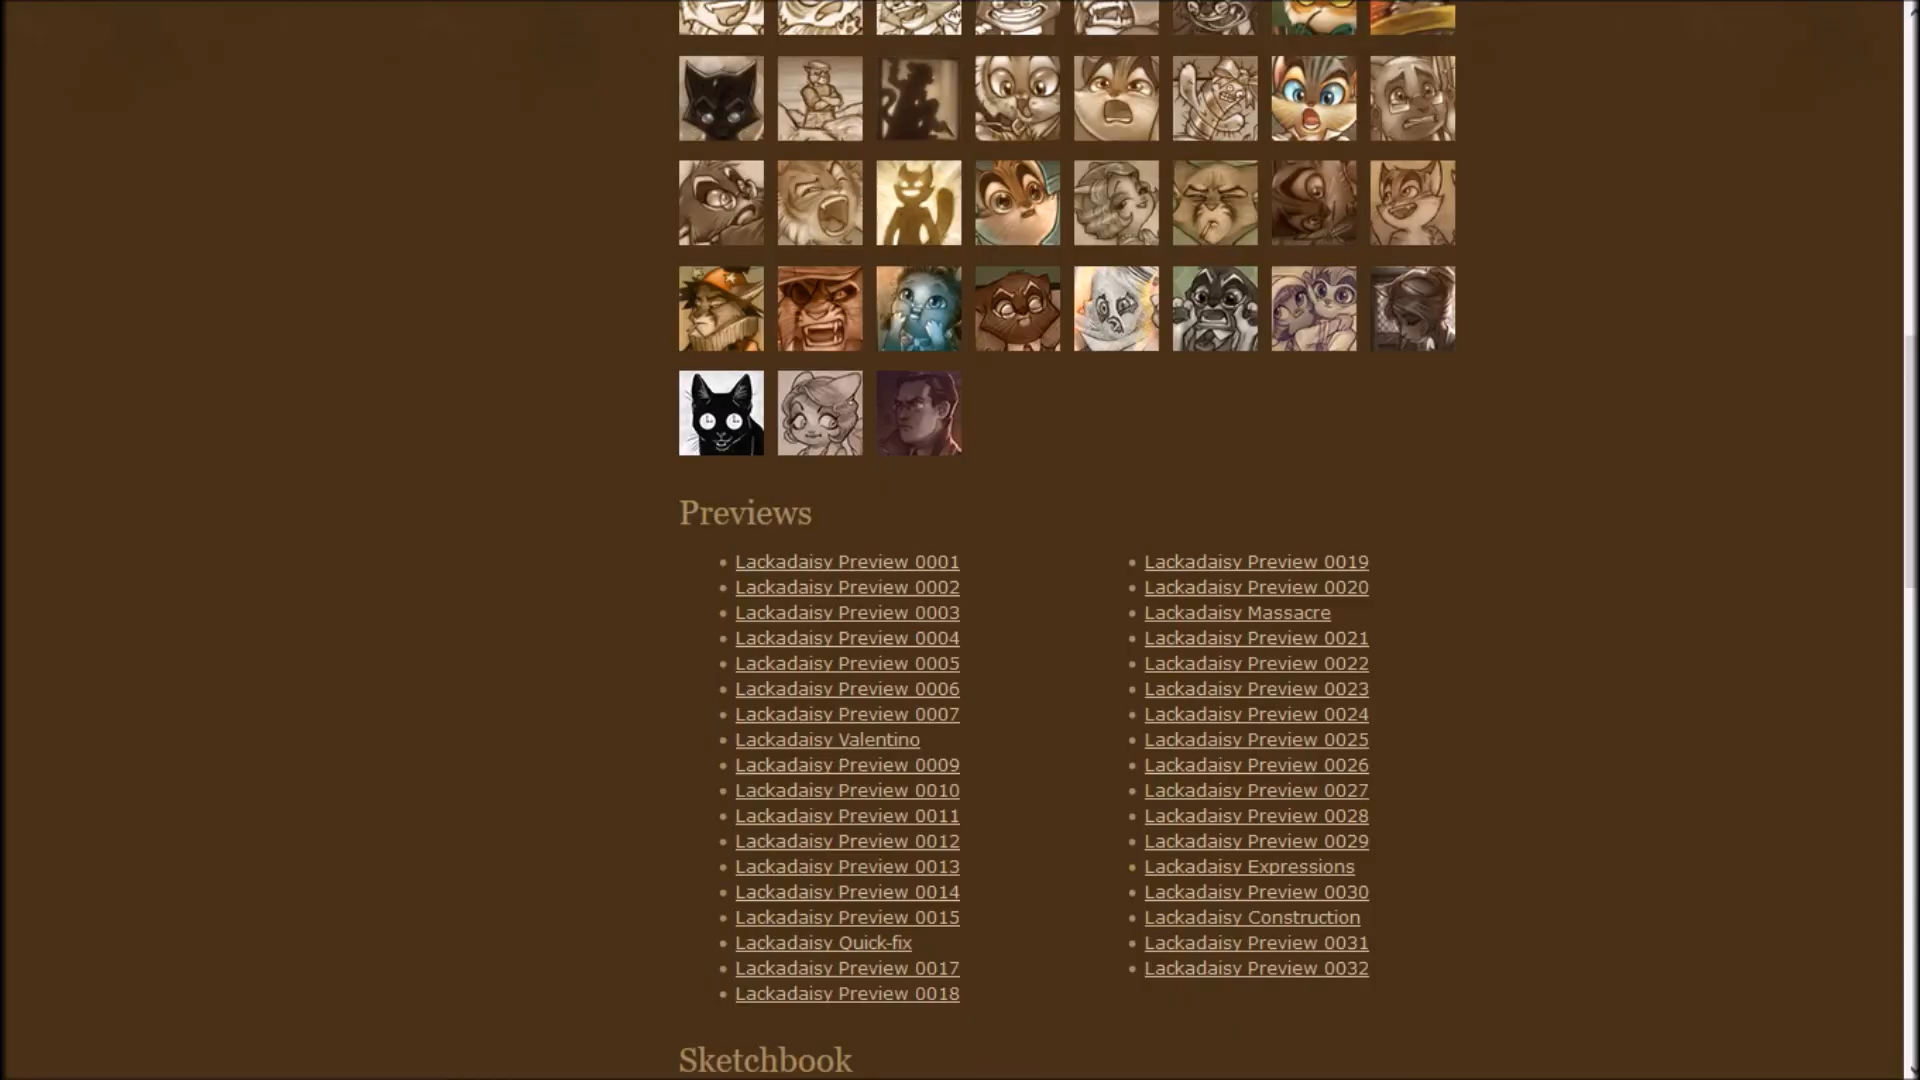 Previews
Lackadaisy Preview 0001
Lackadaisy Preview 0002
Lackadaisy Preview 0003
Lackadaisy Preview 0004
Lackadaisy Preview 0005
Lackadaisy Preview 0006
Lackadaisy Preview 0007
Lackadaisy Valentino
Lackadaisy Preview 0009
Lackadaisy Preview 0010
Lackadaisy Preview 0011
Lackadaisy Preview 0012
Lackadaisy Preview 0013
Lackadaisy Preview 0014
Lackadaisy Preview 0015
Lackadaisy Quick-fix
Lackadaisy Preview 0017
Lackadaisy Preview 0018
Lackadaisy Preview 0019
Lackadaisy Preview 0020
Lackadaisy Massacre
Lackadaisy Preview 0021
Lackadaisy Preview 0022
Lackadaisy Preview 0023
Lackadaisy Preview 0024
Lackadaisy Preview 0025
Lackadaisy Preview 0026
Lackadaisy Preview 0027
Lackadaisy Preview 0028
Lackadaisy Preview 0029
Lackadaisy Expressions
Lackadaisy Preview 0030
Lackadaisy Construction
Lackadaisy Preview 0031
Lackadaisy Preview 0032
Sketchbook